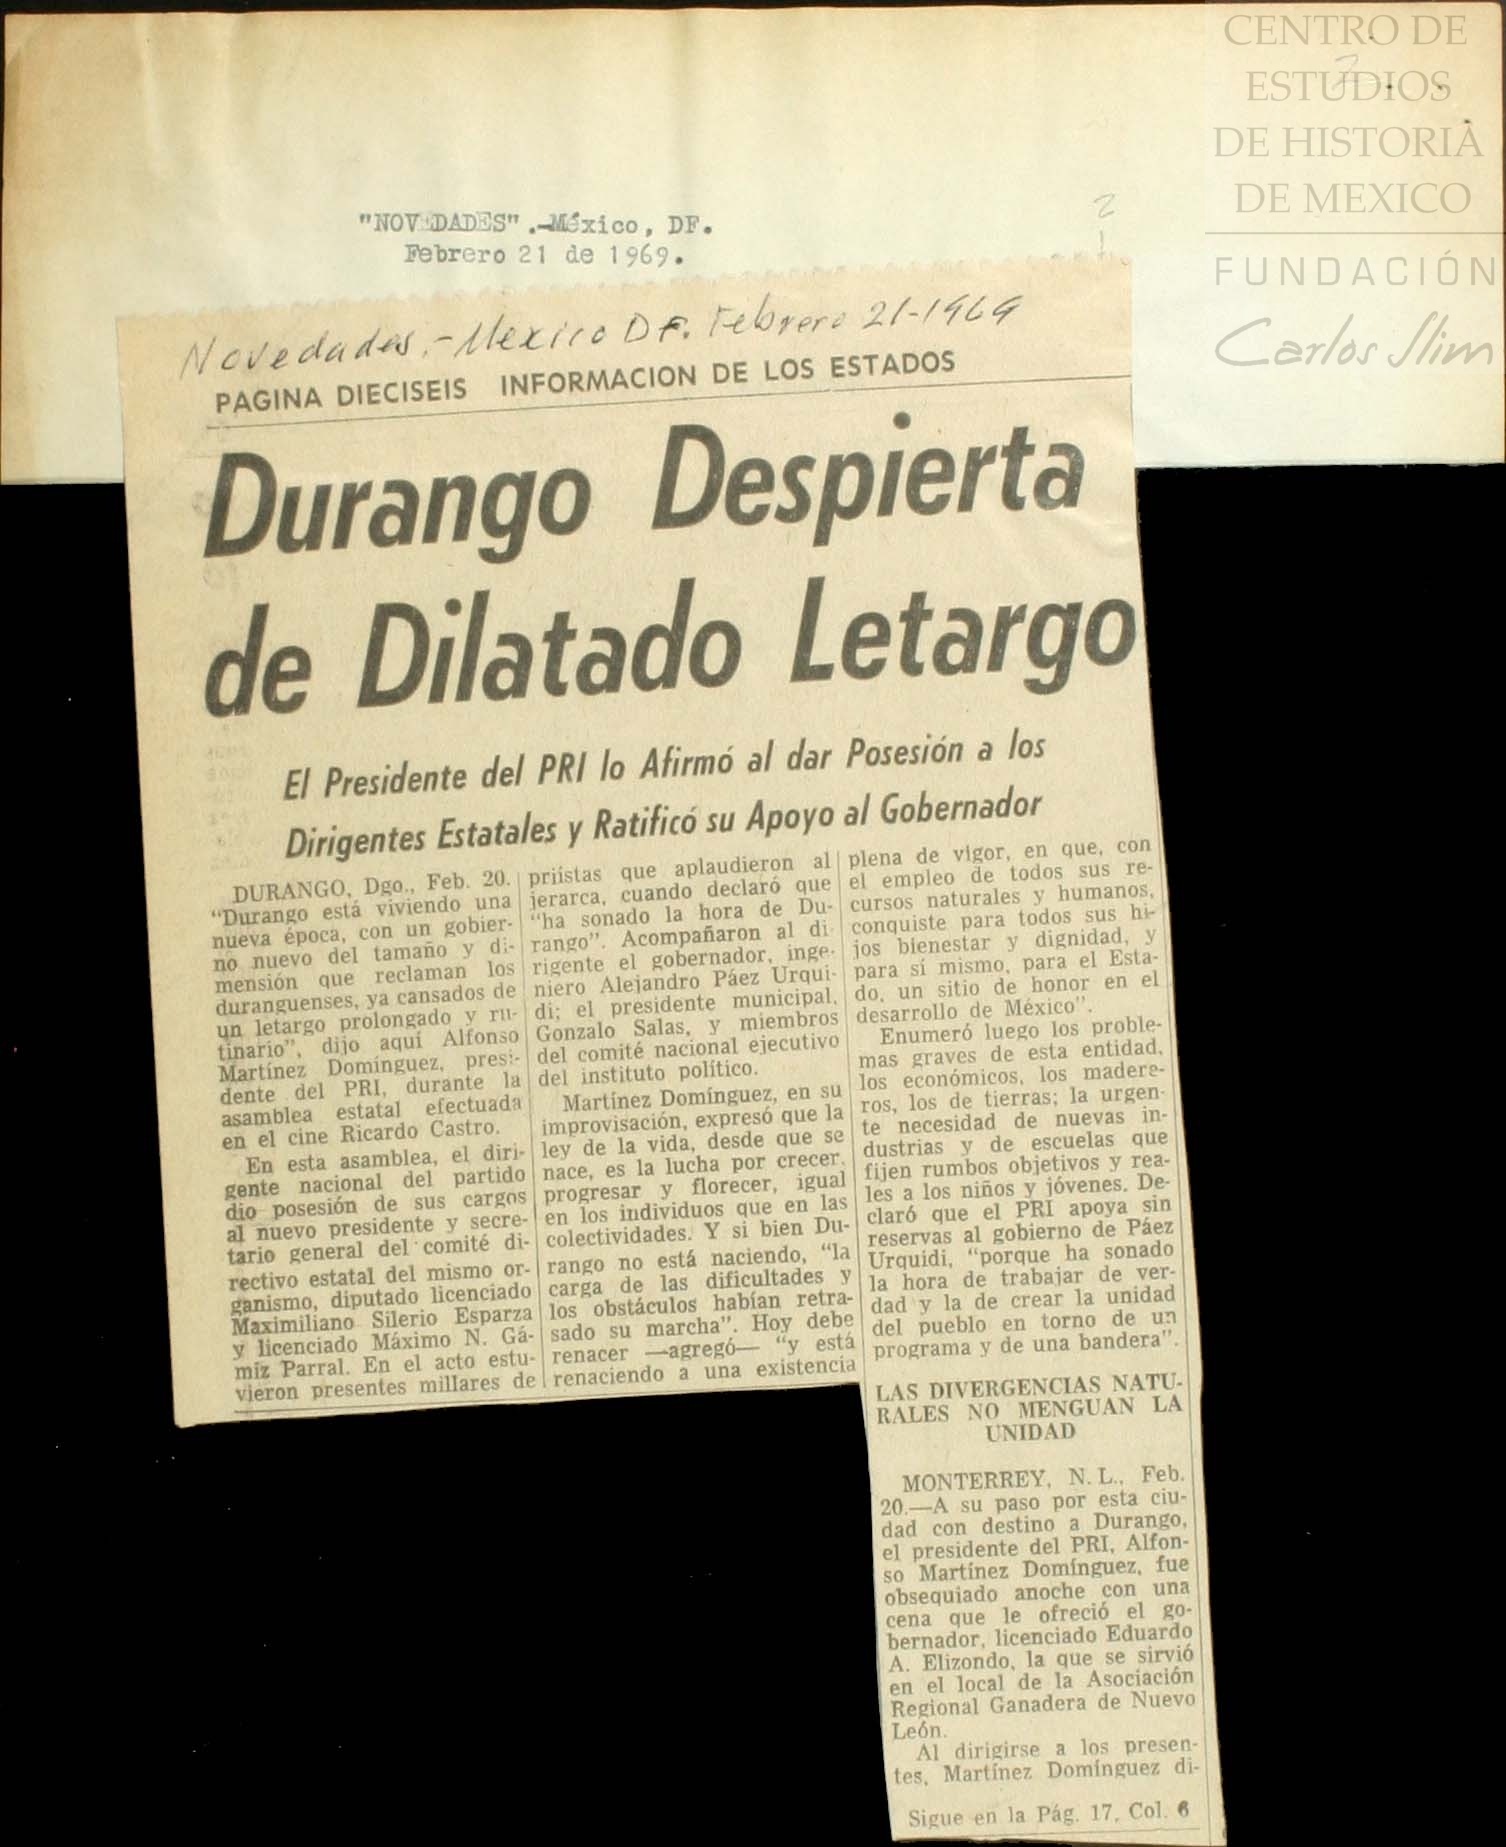 CENTRO DE
ESTUDIOS
DE HISTORIA
DE MEXICO
FUNDACIÓN
Carlos Slim
2
2
"NOVEDADES".-México, DF.
Febrero 21 de 1969.
Novedades.-Mexico DF. Febrero 21-1969
PAGINA DIECISEIS INFORMACION DE LOS ESTADOS
Durango Despierta
de Dilatado Letargo
El Presidente del PRI lo Afirmó al dar Posesión a los
Dirigentes Estatales y Ratificó su Apoyo al Gobernador
DURANGO, Dgo., Feb. 20.
"Durango está viviendo una
nueva época, con un gobier-
no nuevo del tamaño y di-
mensión que reclaman los
duranguenses, ya cansados de
un letargo prolongado y ru-
tinario", dijo aquí Alfonso
Martínez Domínguez, presi-
dente del PRI, durante la
asamblea estatal efectuada
en el cine Ricardo Castro.
En esta asamblea, el diri-
gente nacional del partido
dio posesión de sus cargos
al nuevo presidente y secre-
tario general del comité di-
rectivo estatal del mismo or-
ganismo, diputado licenciado
Maximiliano Silerio Esparza
y licenciado Máximo N. Gá-
miz Parral. En el acto estu-
vieron presentes millares de
priístas que aplaudieron al
jerarca, cuando declaró que
"ha sonado la hora de Du-
rango". Acompañaron al di-
rigente el gobernador, inge-
niero Alejandro Páez Urqui-
di; el presidente municipal,
Gonzalo Salas, y miembros
del comité nacional ejecutivo
del instituto político.
Martínez Domínguez, en su
improvisación, expresó que la
ley de la vida, desde que se
nace, es la lucha por crecer,
progresar y florecer, igual
en los individuos que en las
colectividades. Y si bien Du-
rango no está naciendo, "la
carga de las dificultades y
los obstáculos habían retra-
sado su marcha". Hoy debe
renacer —agregó— "y está
renaciendo a una existencia
plena de vigor, en que, con
el empleo de todos sus re-
cursos naturales y humanos,
conquiste para todos sus hi-
jos bienestar y dignidad, y
para sí mismo, para el Esta-
do, un sitio de honor en el
desarrollo de México".
Enumeró luego los proble-
mas graves de esta entidad,
los económicos, los madere-
ros, los de tierras; la urgen-
te necesidad de nuevas in-
dustrias y de escuelas que
fijen rumbos objetivos y rea-
les a los niños y jóvenes. De-
claró que el PRI apoya sin
reservas al gobierno de Páez
Urquidi, "porque ha sonado
la hora de trabajar de ver-
dad y la de crear la unidad
del pueblo en torno de un
programa y de una bandera".
LAS DIVERGENCIAS NATU-
RALES NO MENGUAN LA
UNIDAD
MONTERREY, N. L., Feb.
20.—A su paso por esta ciu-
dad con destino a Durango,
el presidente del PRI, Alfon-
so Martínez Domínguez, fue
obsequiado anoche con una
cena que le ofreció el go-
bernador, licenciado Eduardo
A. Elizondo, la que se sirvió
en el local de la Asociación
Regional Ganadera de Nuevo
León.
Al dirigirse a los presen-
tes, Martínez Domínguez di-
Sigue en la Pág. 17, Col. 6